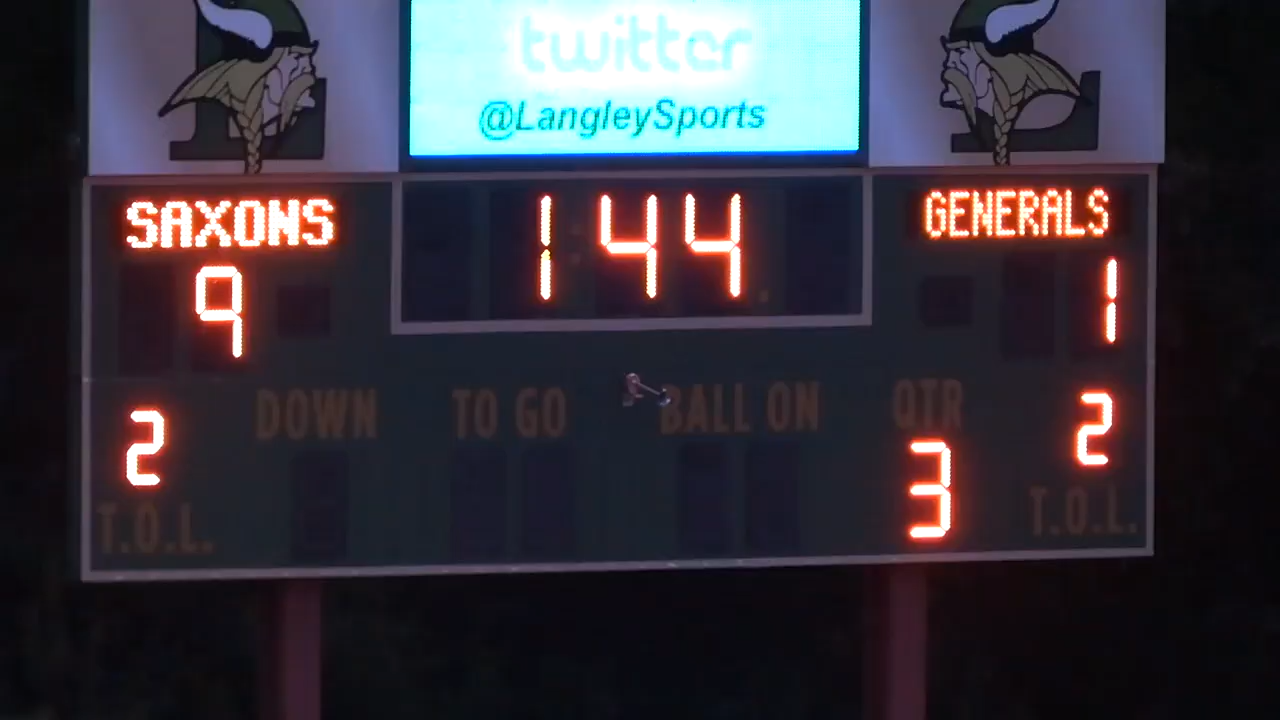 twitter
@LangleySports
SAXONS 1:44 GENERALS
9 1
DOWN TO GO BALL ON QTR
2 3 2
T.O.L. T.O.L.